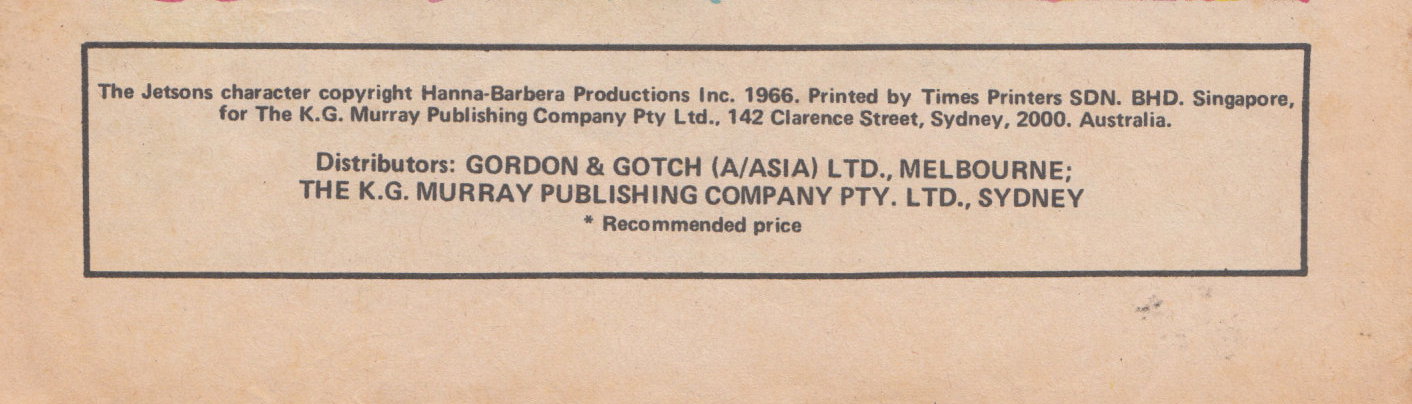 The Jetsons character copyright Hanna-Barbera Productions Inc. 1966. Printed by Times Printers SDN. BHD. Singapore,
for The K.G. Murray Publishing Company Pty Ltd., 142 Clarence Street, Sydney, 2000. Australia.
Distributors: GORDON & GOTCH (A/ASIA) LTD., MELBOURNE;
THE K.G. MURRAY PUBLISHING COMPANY PTY. LTD., SYDNEY
* Recommended price